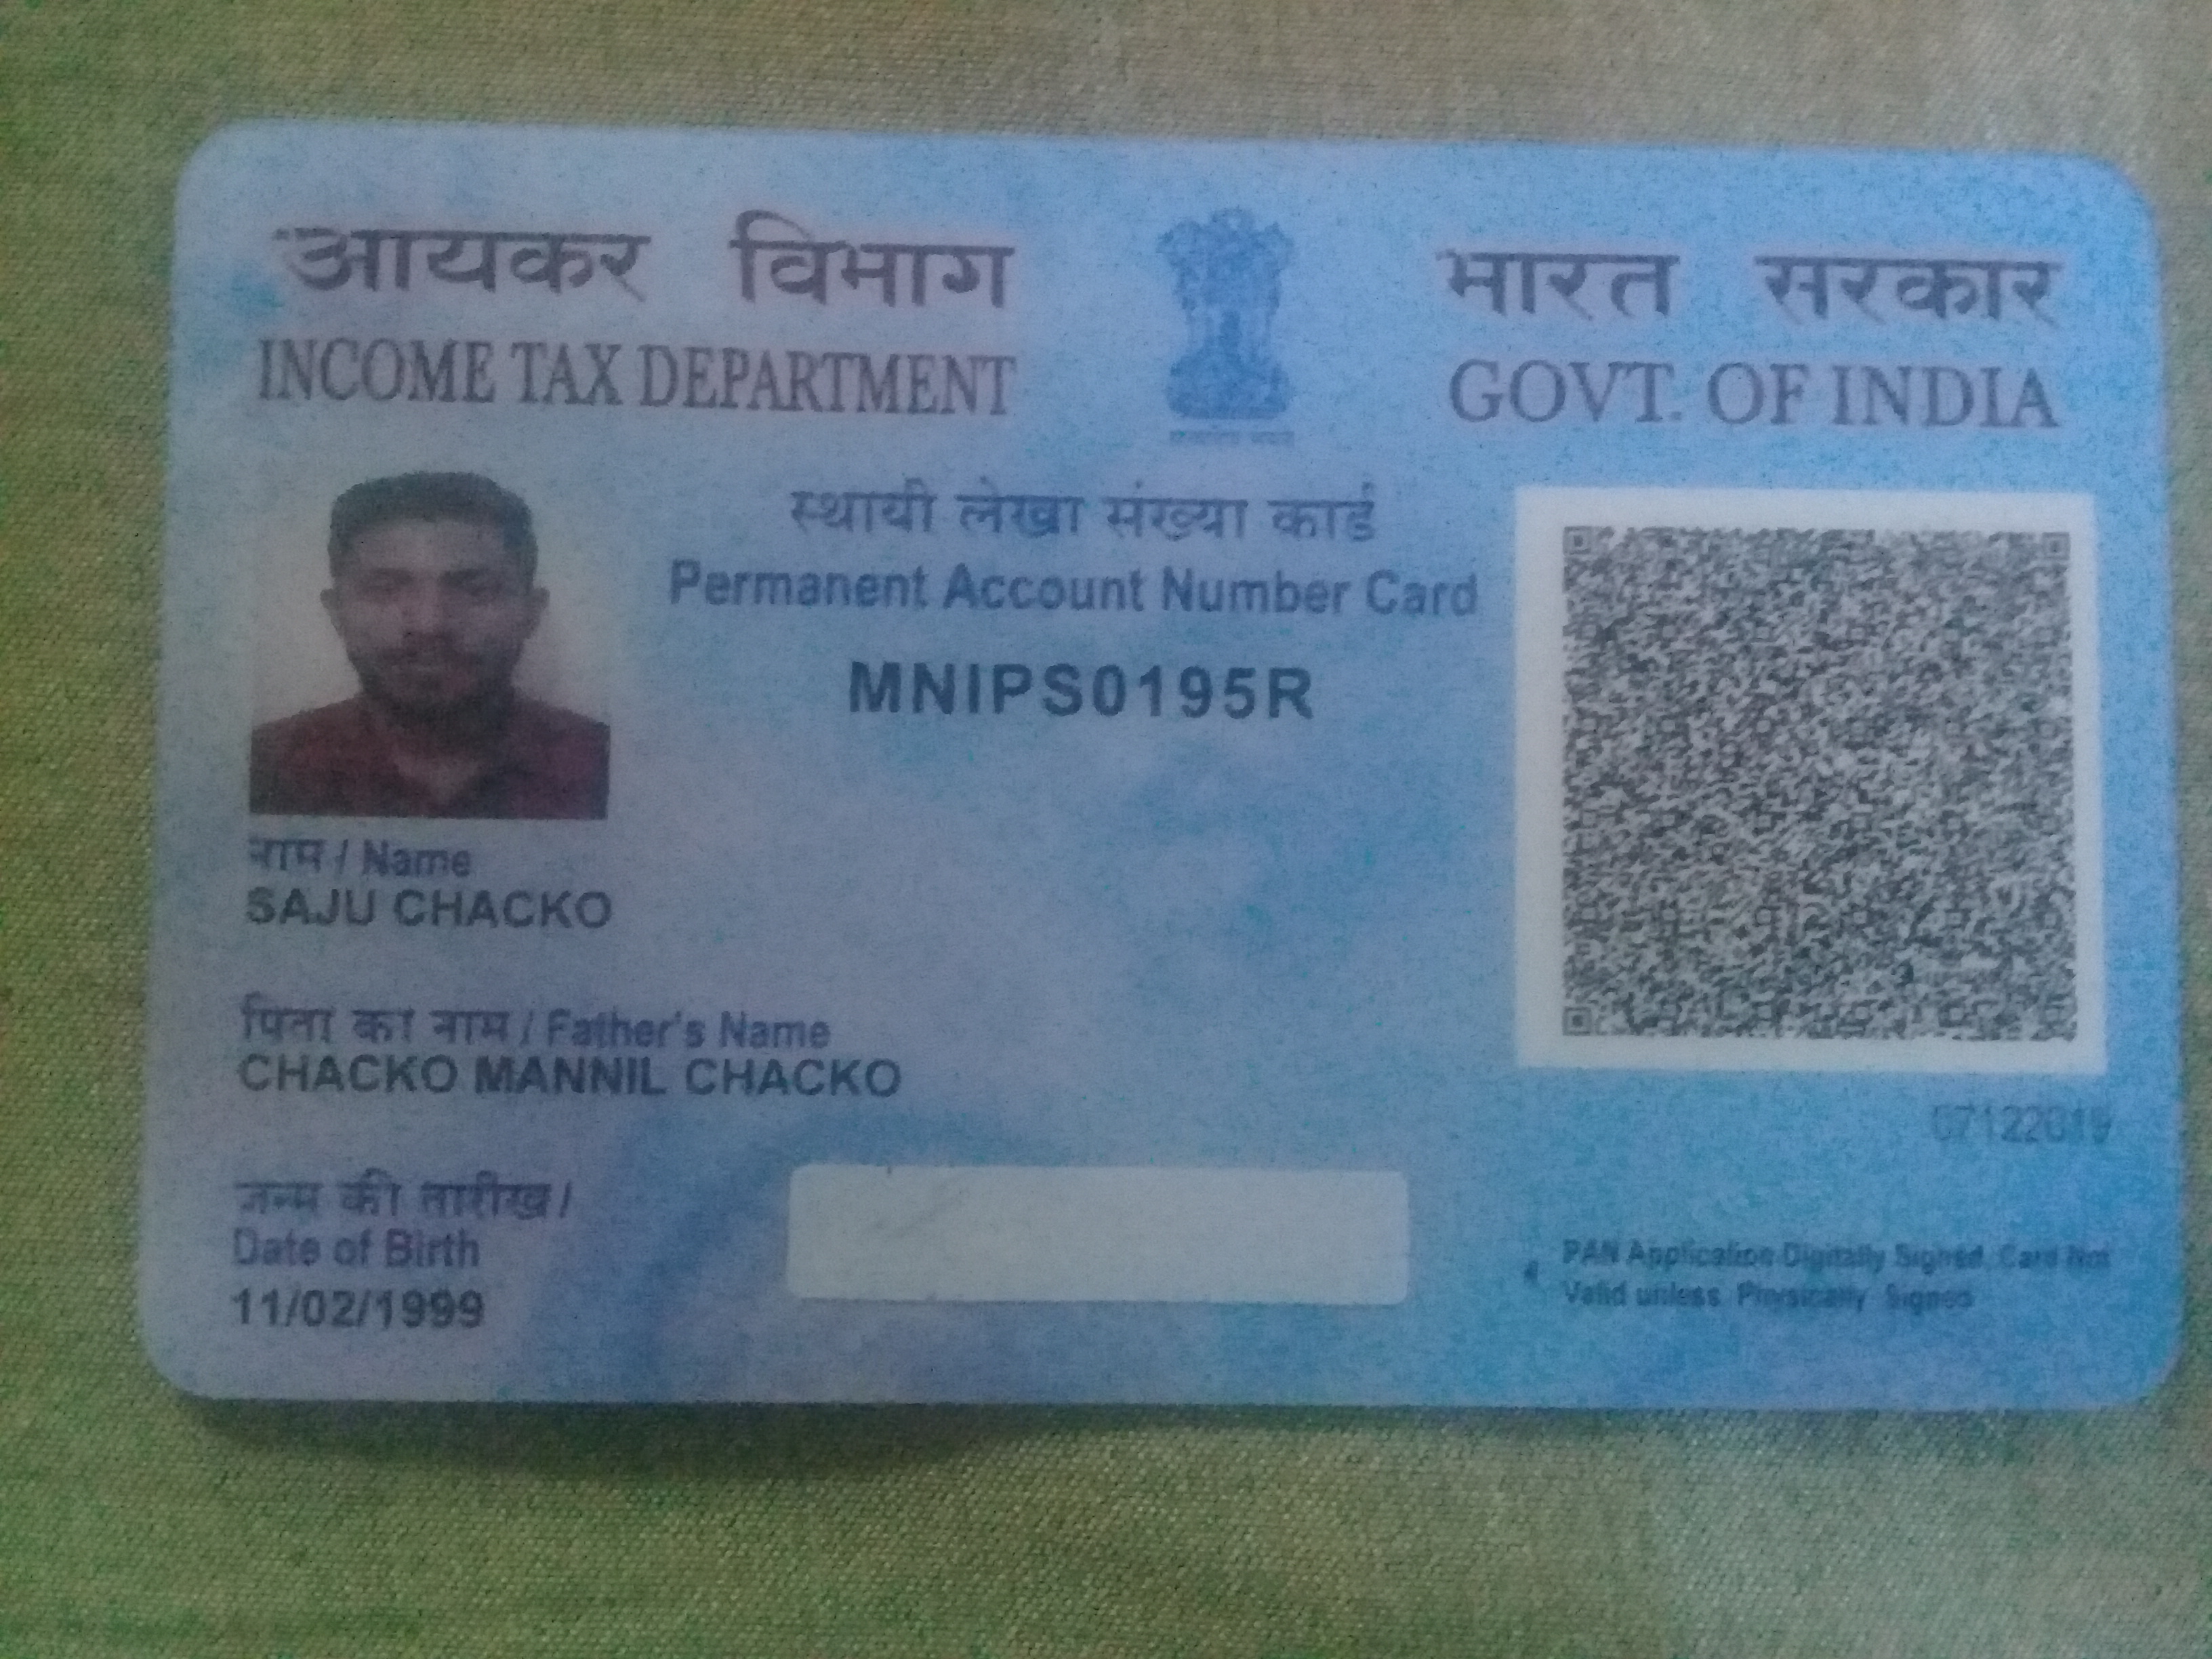 आयकर विभाग
INCOME TAX DEPARTMENT
भारत सरकार
GOVT. OF INDIA
स्थायी लेखा संख्या कार्ड
Permanent Account Number Card
MNIPS0195R
नाम / Name
SAJU CHACKO
पिता का नाम / Father's Name
CHACKO MANNIL CHACKO
जन्म की तारीख /
Date of Birth
11/02/1999
PAN Application Digitally Signed, Card Not
Valid unless Physically Signed